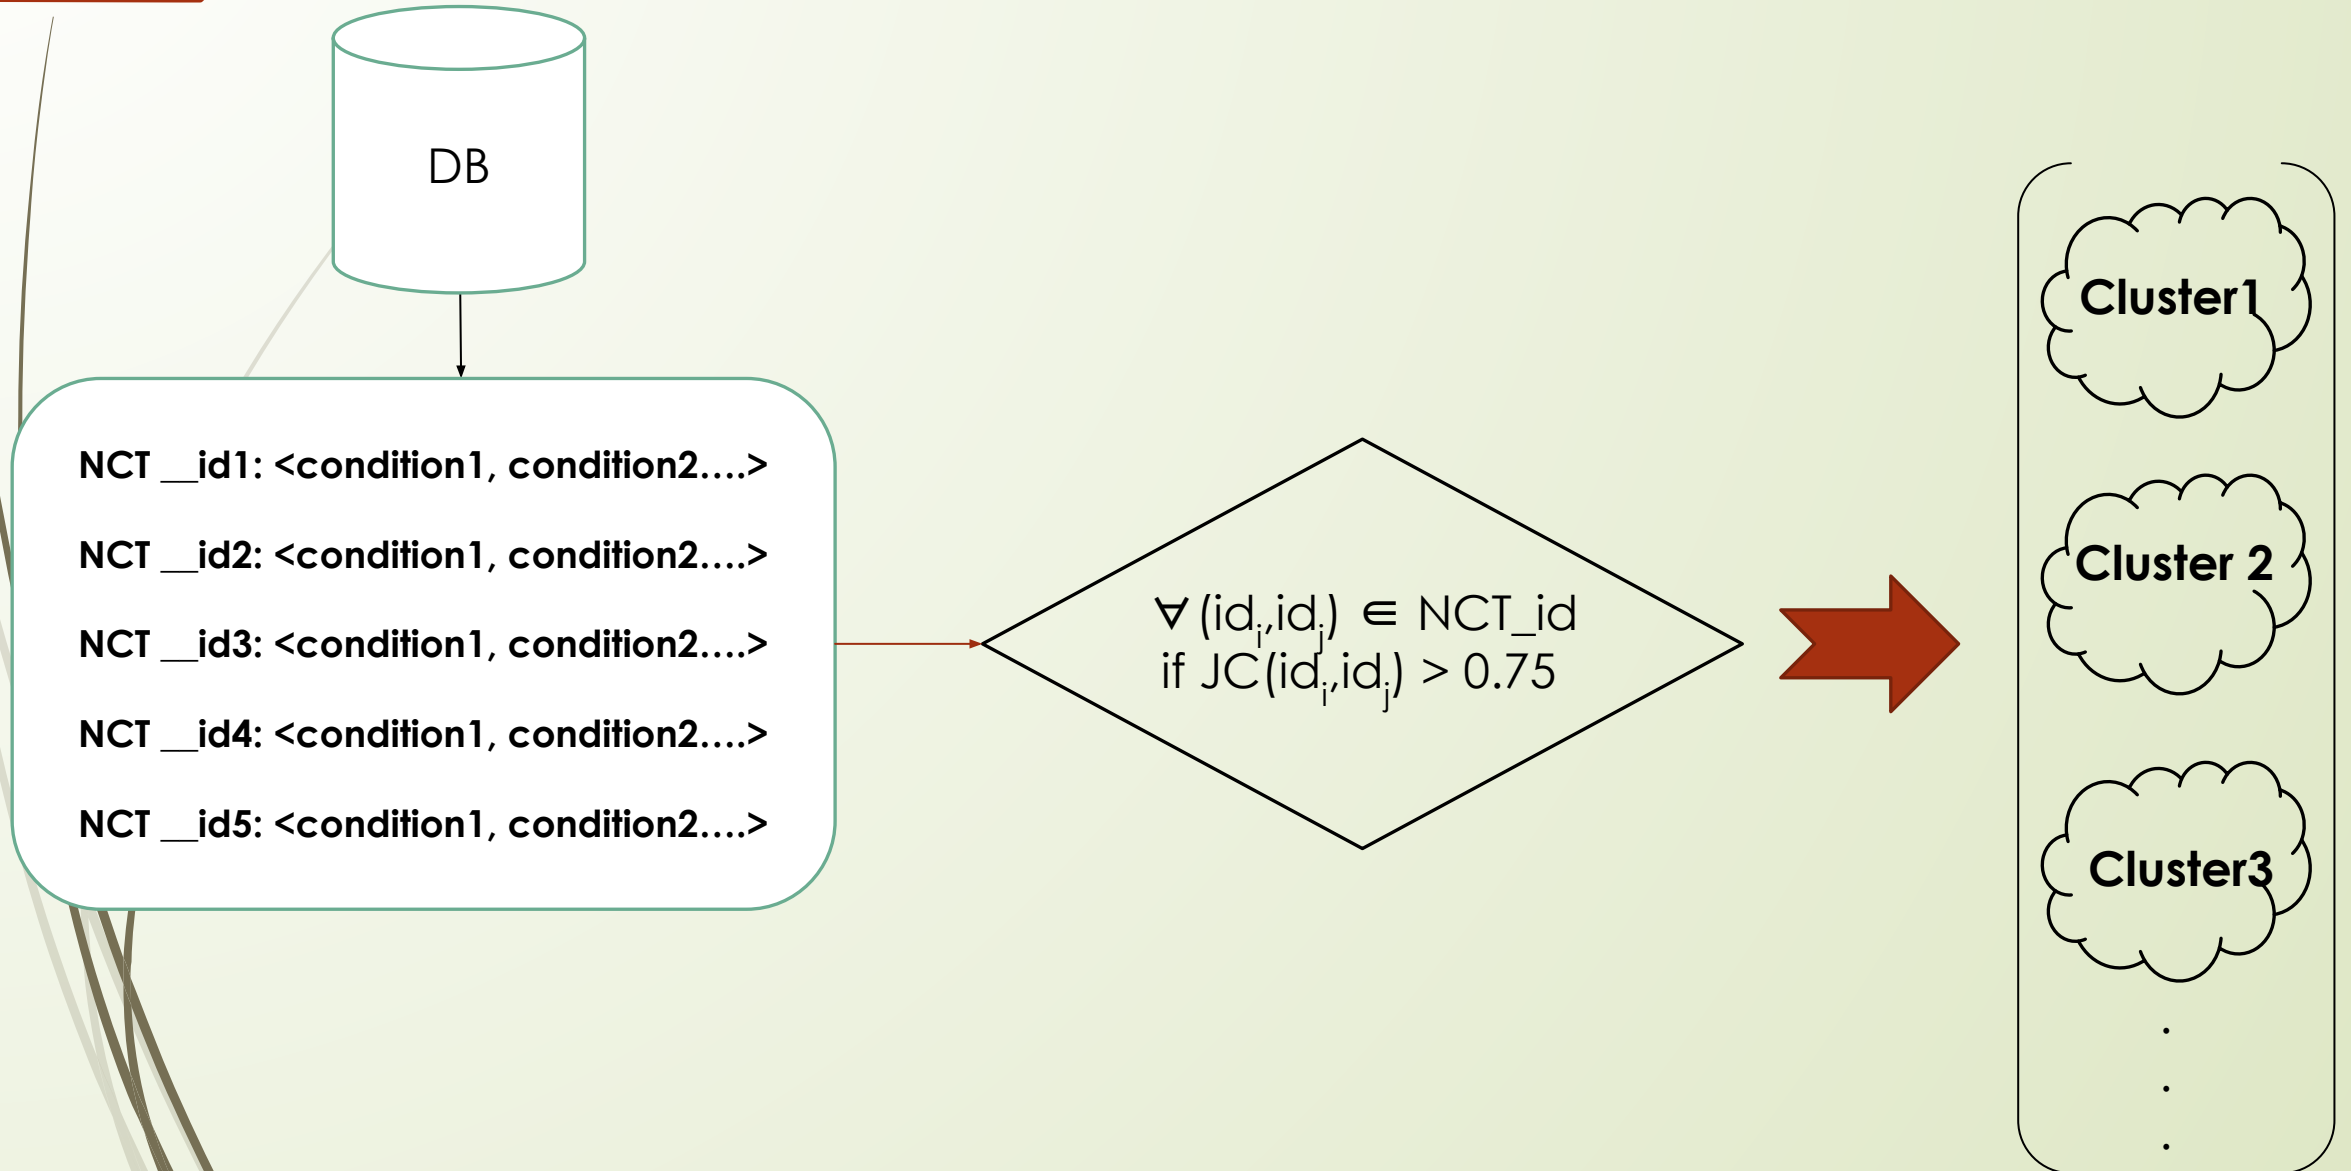 DB
NCT __id1: <condition1, condition2....>
NCT __id2: <condition1, condition2....>
NCT __id3: <condition1, condition2....>
NCT __id4: <condition1, condition2....>
NCT __id5: <condition1, condition2....>
∀ (idᵢ,idⱼ) ∈ NCT_id
if JC(idᵢ,idⱼ) > 0.75
Cluster1
Cluster 2
Cluster3
.
.
.